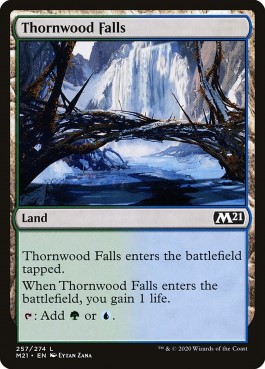 Thornwood Falls
Land
M21
Thornwood Falls enters the battlefield
tapped.
When Thornwood Falls enters the
battlefield, you gain 1 life.
: Add or .
257/274 L
M21 • EN EYTAN ZANA
™ & © 2020 Wizards of the Coast